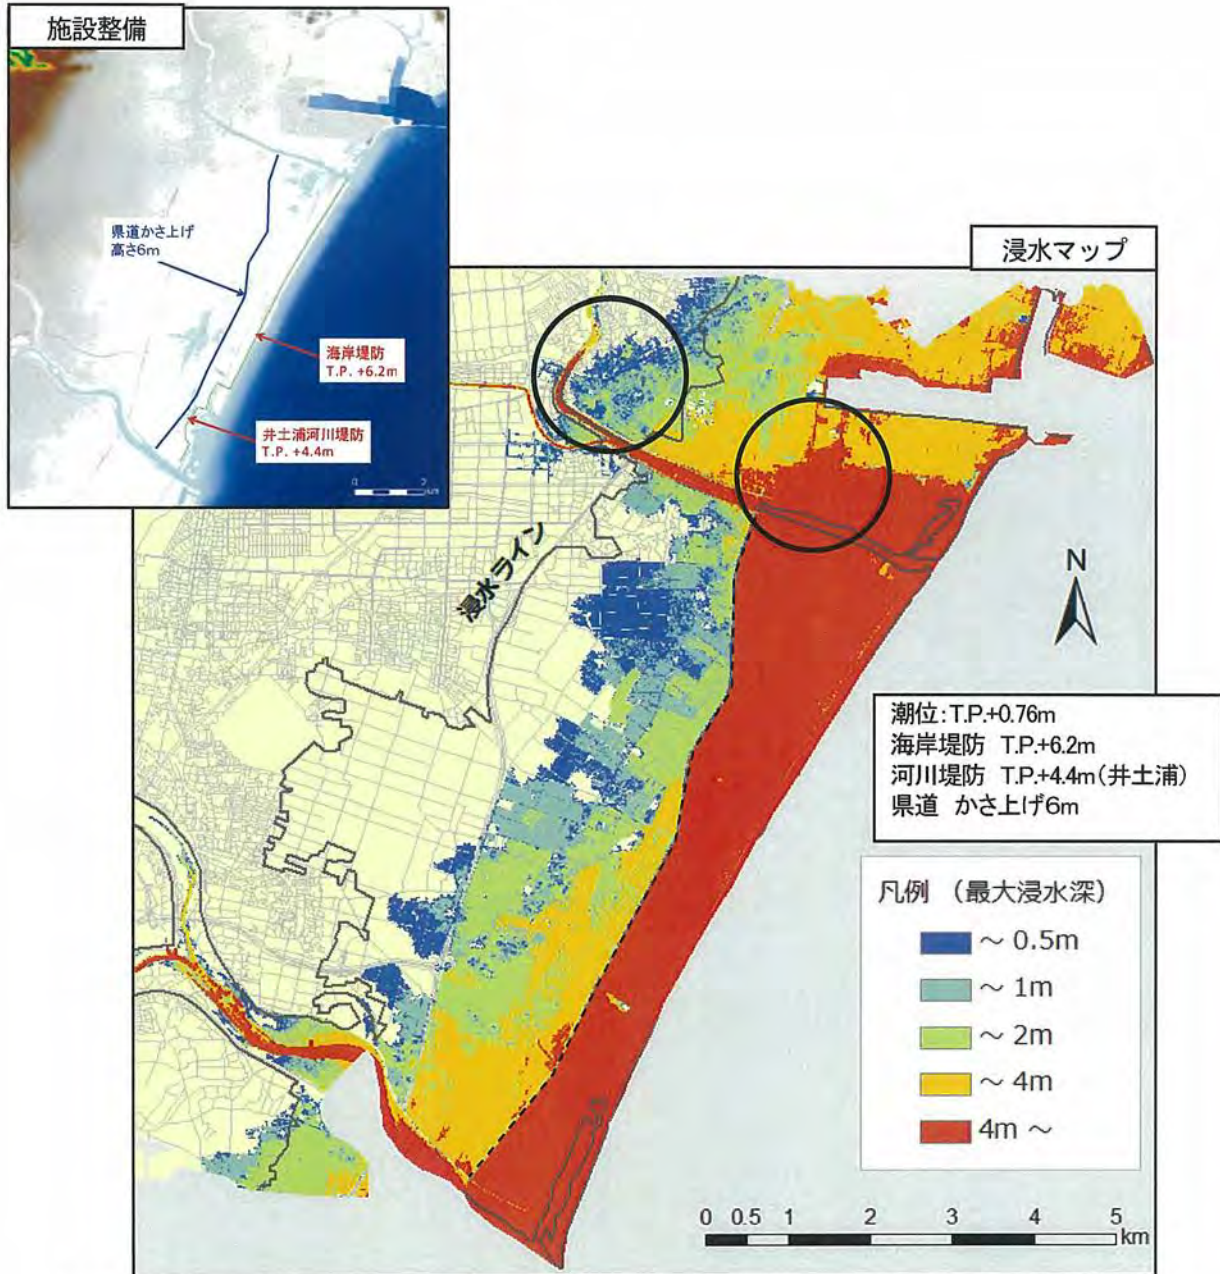 施設整備
県道かさ上げ
高さ6m
海岸堤防
T.P. +6.2m
井土浦河川堤防
T.P. +4.4m
0 2
km
浸水マップ
浸水ライン
N
潮位:T.P.+0.76m
海岸堤防 T.P.+6.2m
河川堤防 T.P.+4.4m(井土浦)
県道 かさ上げ6m
凡例 (最大浸水深)
~ 0.5m
~ 1m
~ 2m
~ 4m
4m ~
0 0.5 1 2 3 4 5
km